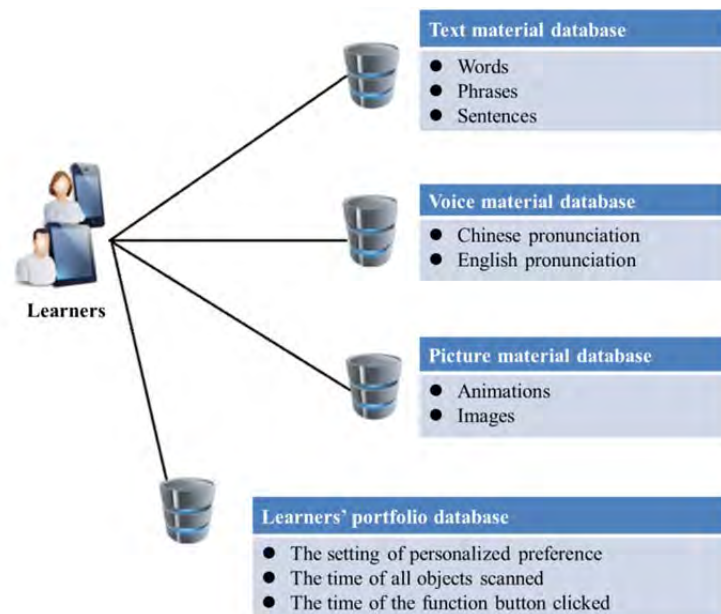 Text material database
● Words
● Phrases
● Sentences
Voice material database
● Chinese pronunciation
● English pronunciation
Learners
Picture material database
● Animations
● Images
Learners’ portfolio database
● The setting of personalized preference
● The time of all objects scanned
● The time of the function button clicked